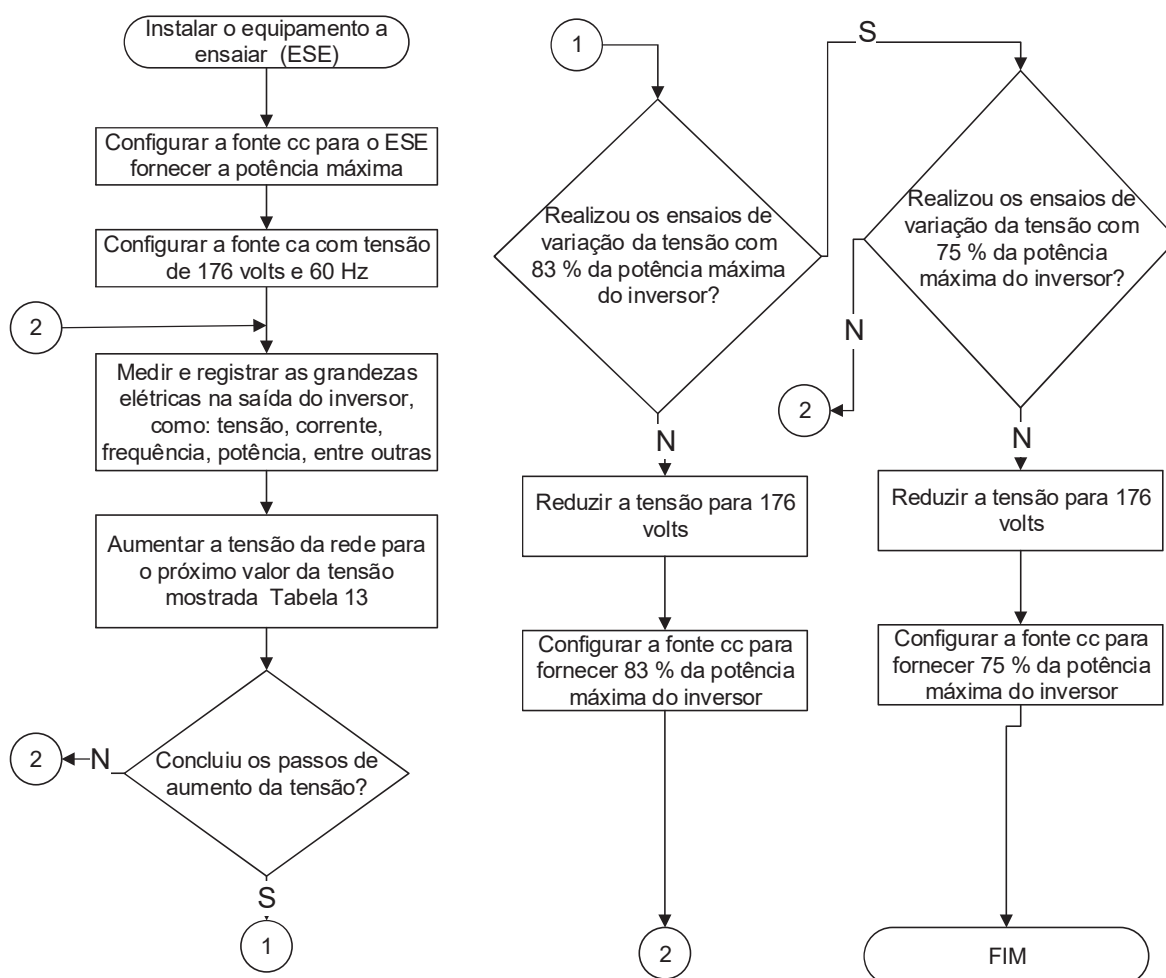 Instalar o equipamento a
ensaiar (ESE)
Configurar a fonte cc para o ESE
fornecer a potência máxima
Configurar a fonte ca com tensão
de 176 volts e 60 Hz
2
Medir e registrar as grandezas
elétricas na saída do inversor,
como: tensão, corrente,
frequência, potência, entre outras
Aumentar a tensão da rede para
o próximo valor da tensão
mostrada Tabela 13
Concluiu os passos de
aumento da tensão?
N
2
S
1
1
Realizou os ensaios de
variação da tensão com
83 % da potência máxima
do inversor?
S
N
Reduzir a tensão para 176
volts
Configurar a fonte cc para
fornecer 83 % da potência
máxima do inversor
2
Realizou os ensaios de
variação da tensão com
75 % da potência
máxima do inversor?
N
2
N
Reduzir a tensão para 176
volts
Configurar a fonte cc para
fornecer 75 % da potência
máxima do inversor
FIM